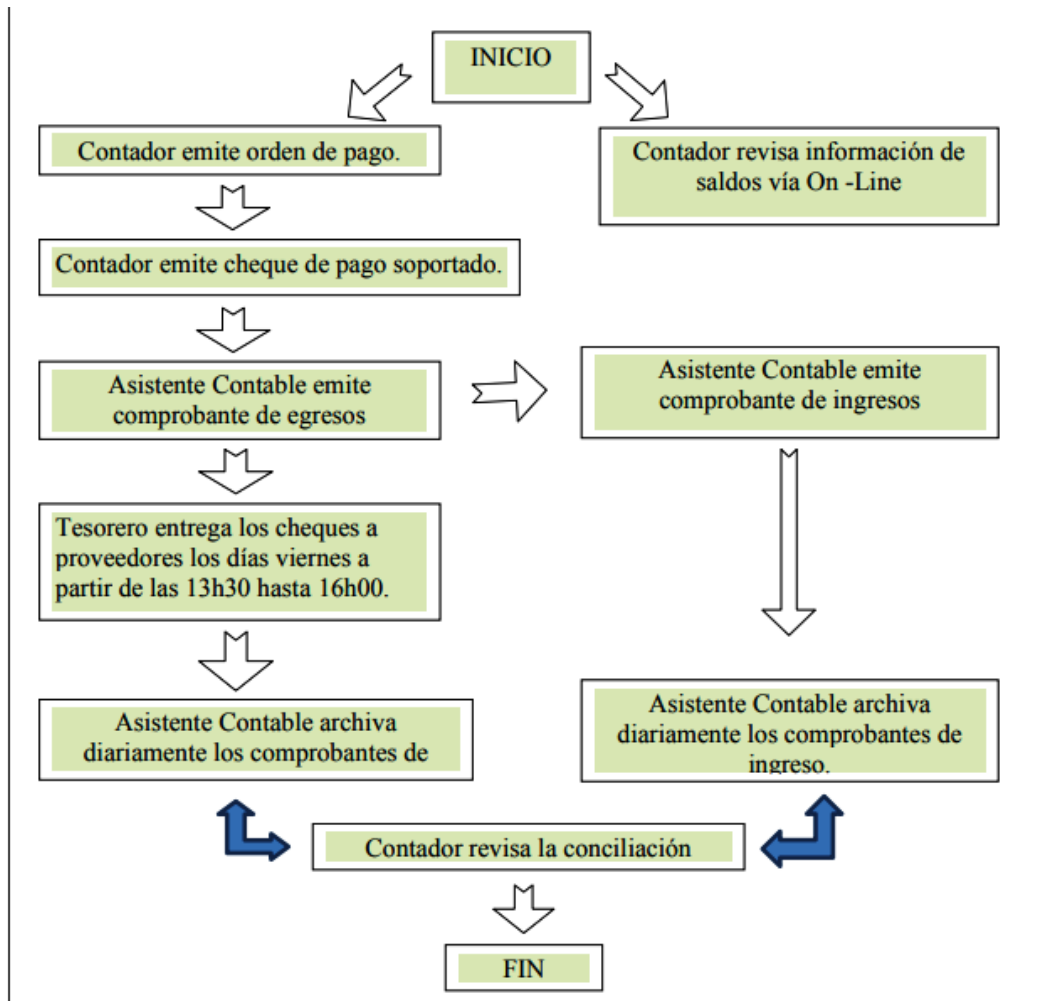 INICIO
Contador emite orden de pago.
Contador revisa información de
saldos vía On -Line
Contador emite cheque de pago soportado.
Asistente Contable emite
comprobante de egresos
Asistente Contable emite
comprobante de ingresos
Tesorero entrega los cheques a
proveedores los días viernes a
partir de las 13h30 hasta 16h00.
Asistente Contable archiva
diariamente los comprobantes de
Asistente Contable archiva
diariamente los comprobantes de
ingreso.
Contador revisa la conciliación
FIN